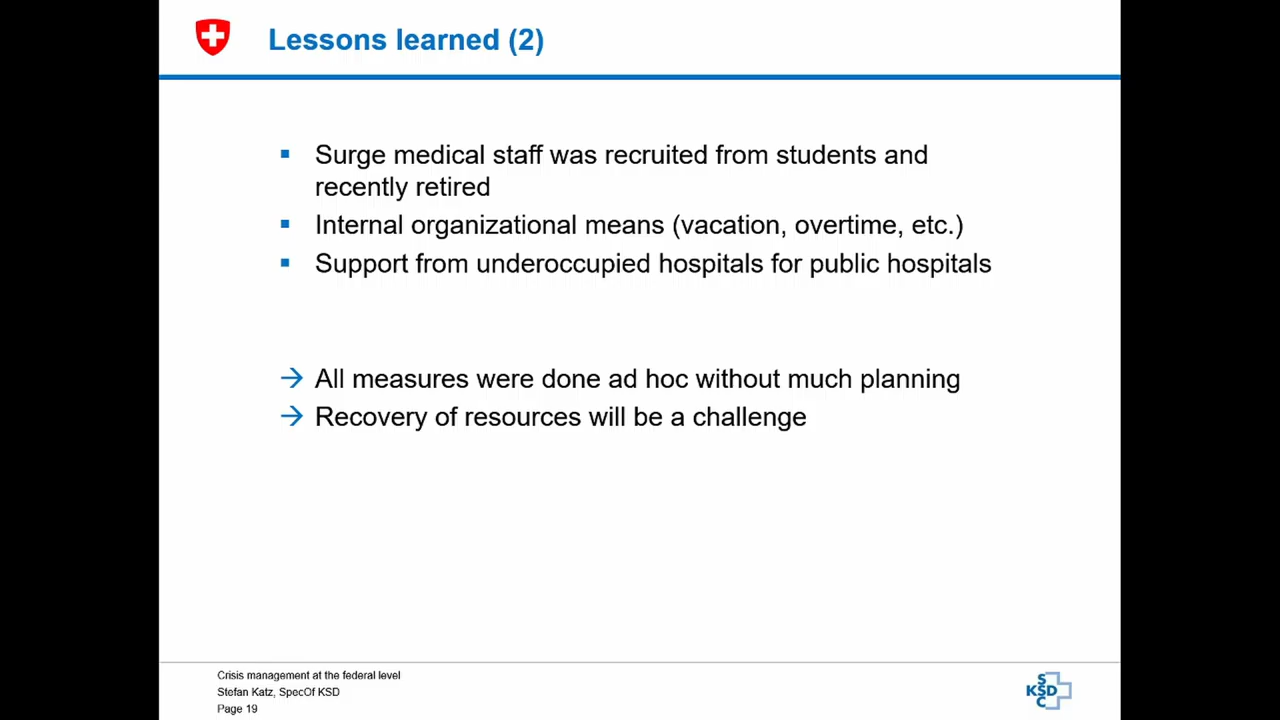 Lessons learned (2)
Surge medical staff was recruited from students and
recently retired
Internal organizational means (vacation, overtime, etc.)
Support from underoccupied hospitals for public hospitals
→ All measures were done ad hoc without much planning
→ Recovery of resources will be a challenge
Crisis management at the federal level
Stefan Katz, SpecOf KSD
Page 19
S
KSD
C